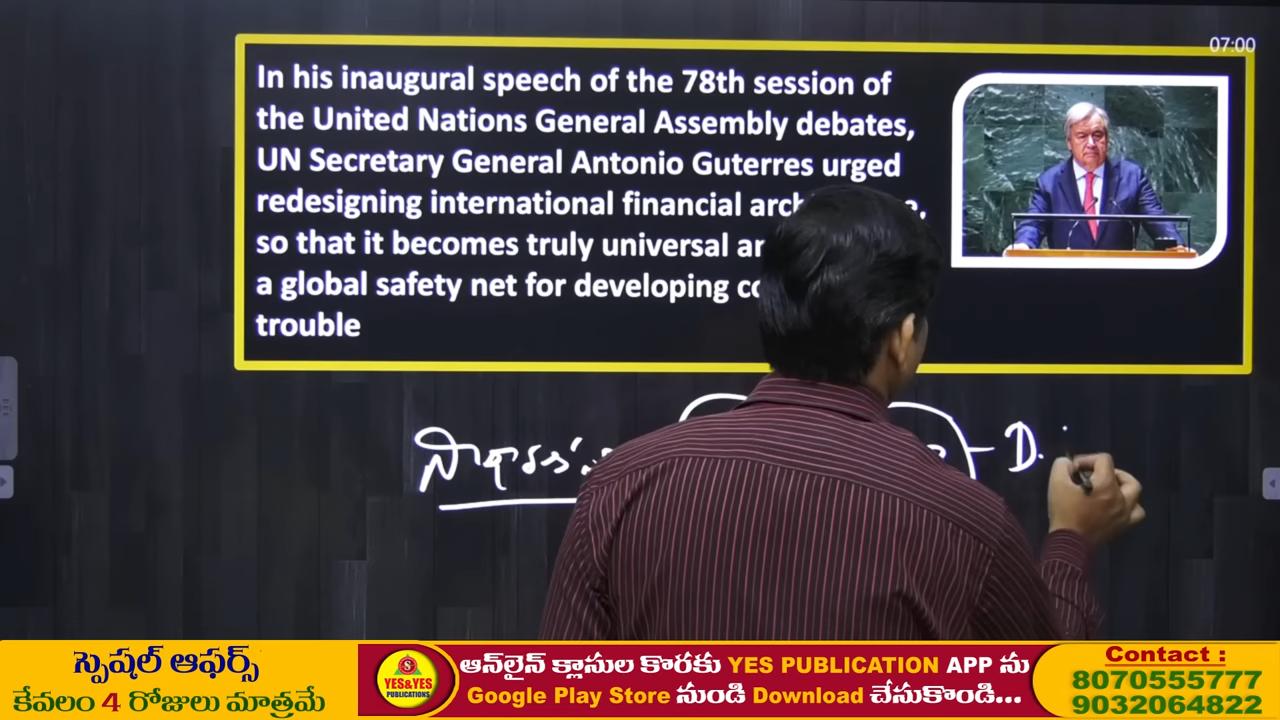 07:00
In his inaugural speech of the 78th session of
the United Nations General Assembly debates,
UN Secretary General Antonio Guterres urged
redesigning international financial
so that it becomes truly universal
a global safety net for developing
trouble
D.
స్పెషల్ ఆఫర్స్
కేవలం 4 రోజులు మాత్రమే
YES&YES
PUBLICATIONS
ఆన్‌లైన్ క్లాసుల కొరకు YES PUBLICATION APP ను
Google Play Store నుండి Download చేసుకొండి...
Contact :
8070555777
9032064822